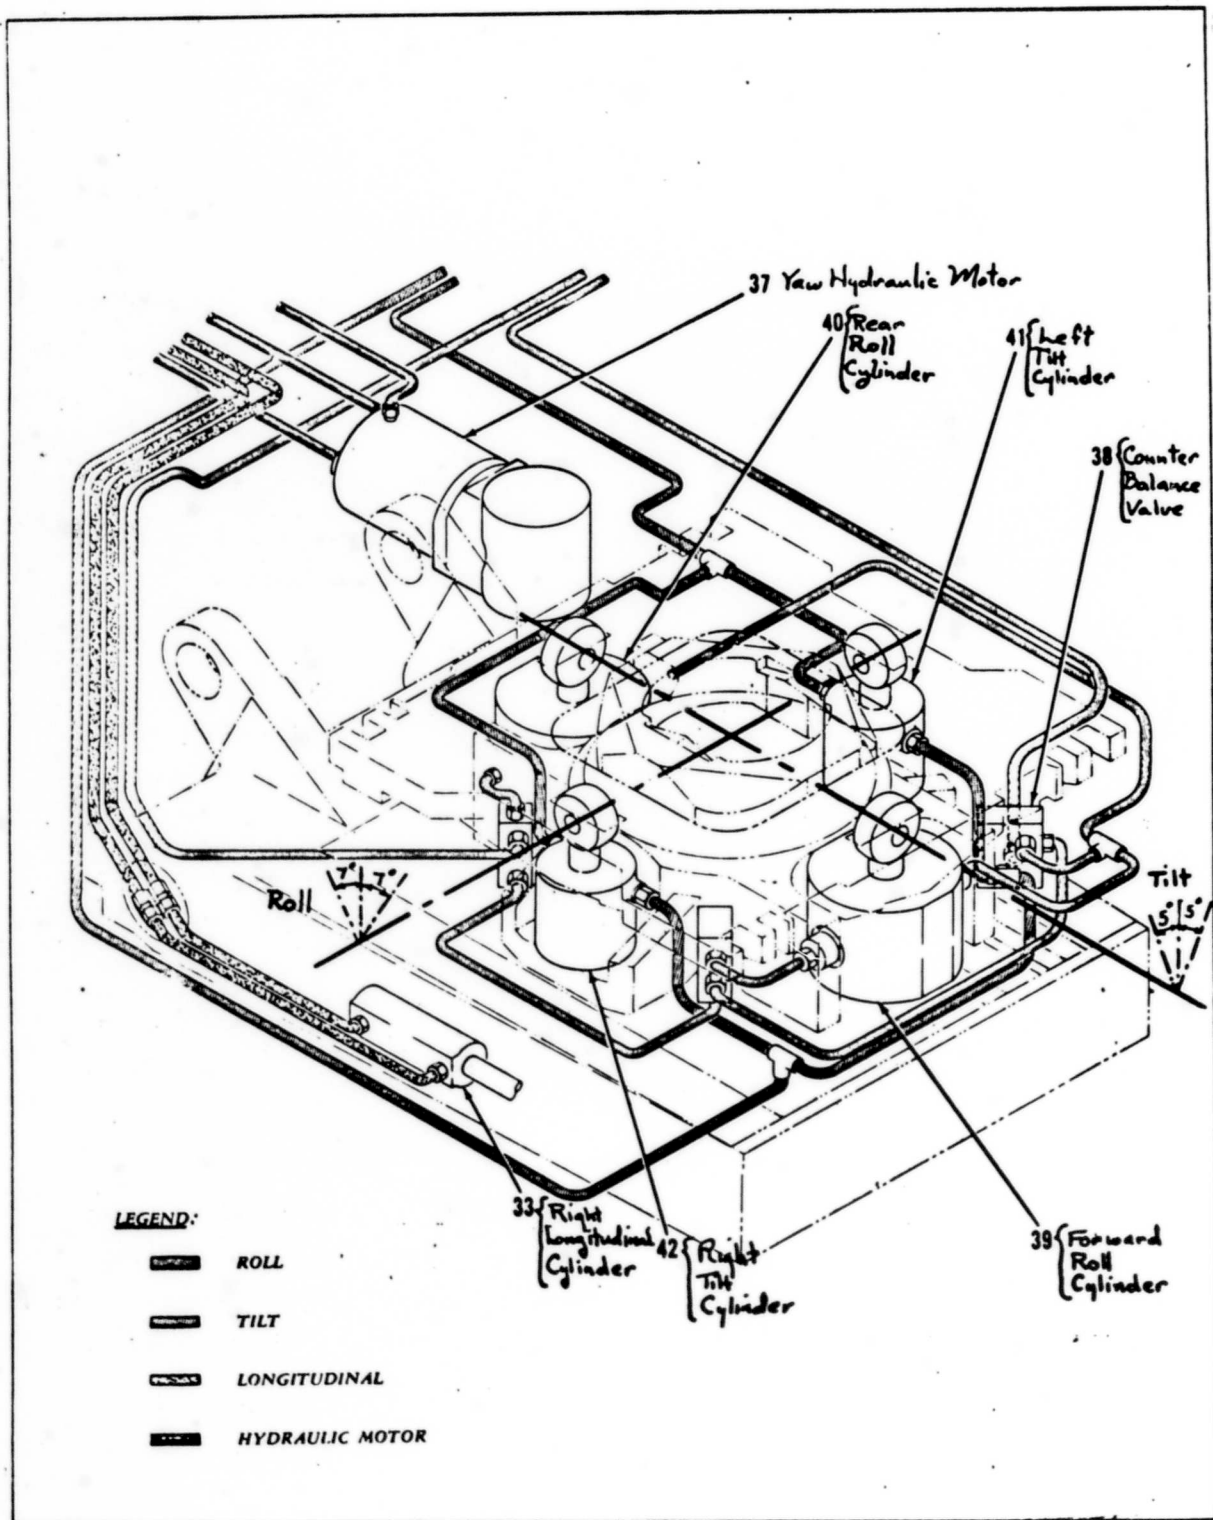 37 Yaw Hydraulic Motor
40 { Rear
Roll
Cylinder
41 { Left
Tilt
Cylinder
38 { Counter
Balance
Valve
7° 7°
Roll
Tilt
5° 5°
33 { Right
Longitudinal
Cylinder
42 { Right
Tilt
Cylinder
39 { Forward
Roll
Cylinder
LEGEND:
ROLL
TILT
LONGITUDINAL
HYDRAULIC MOTOR